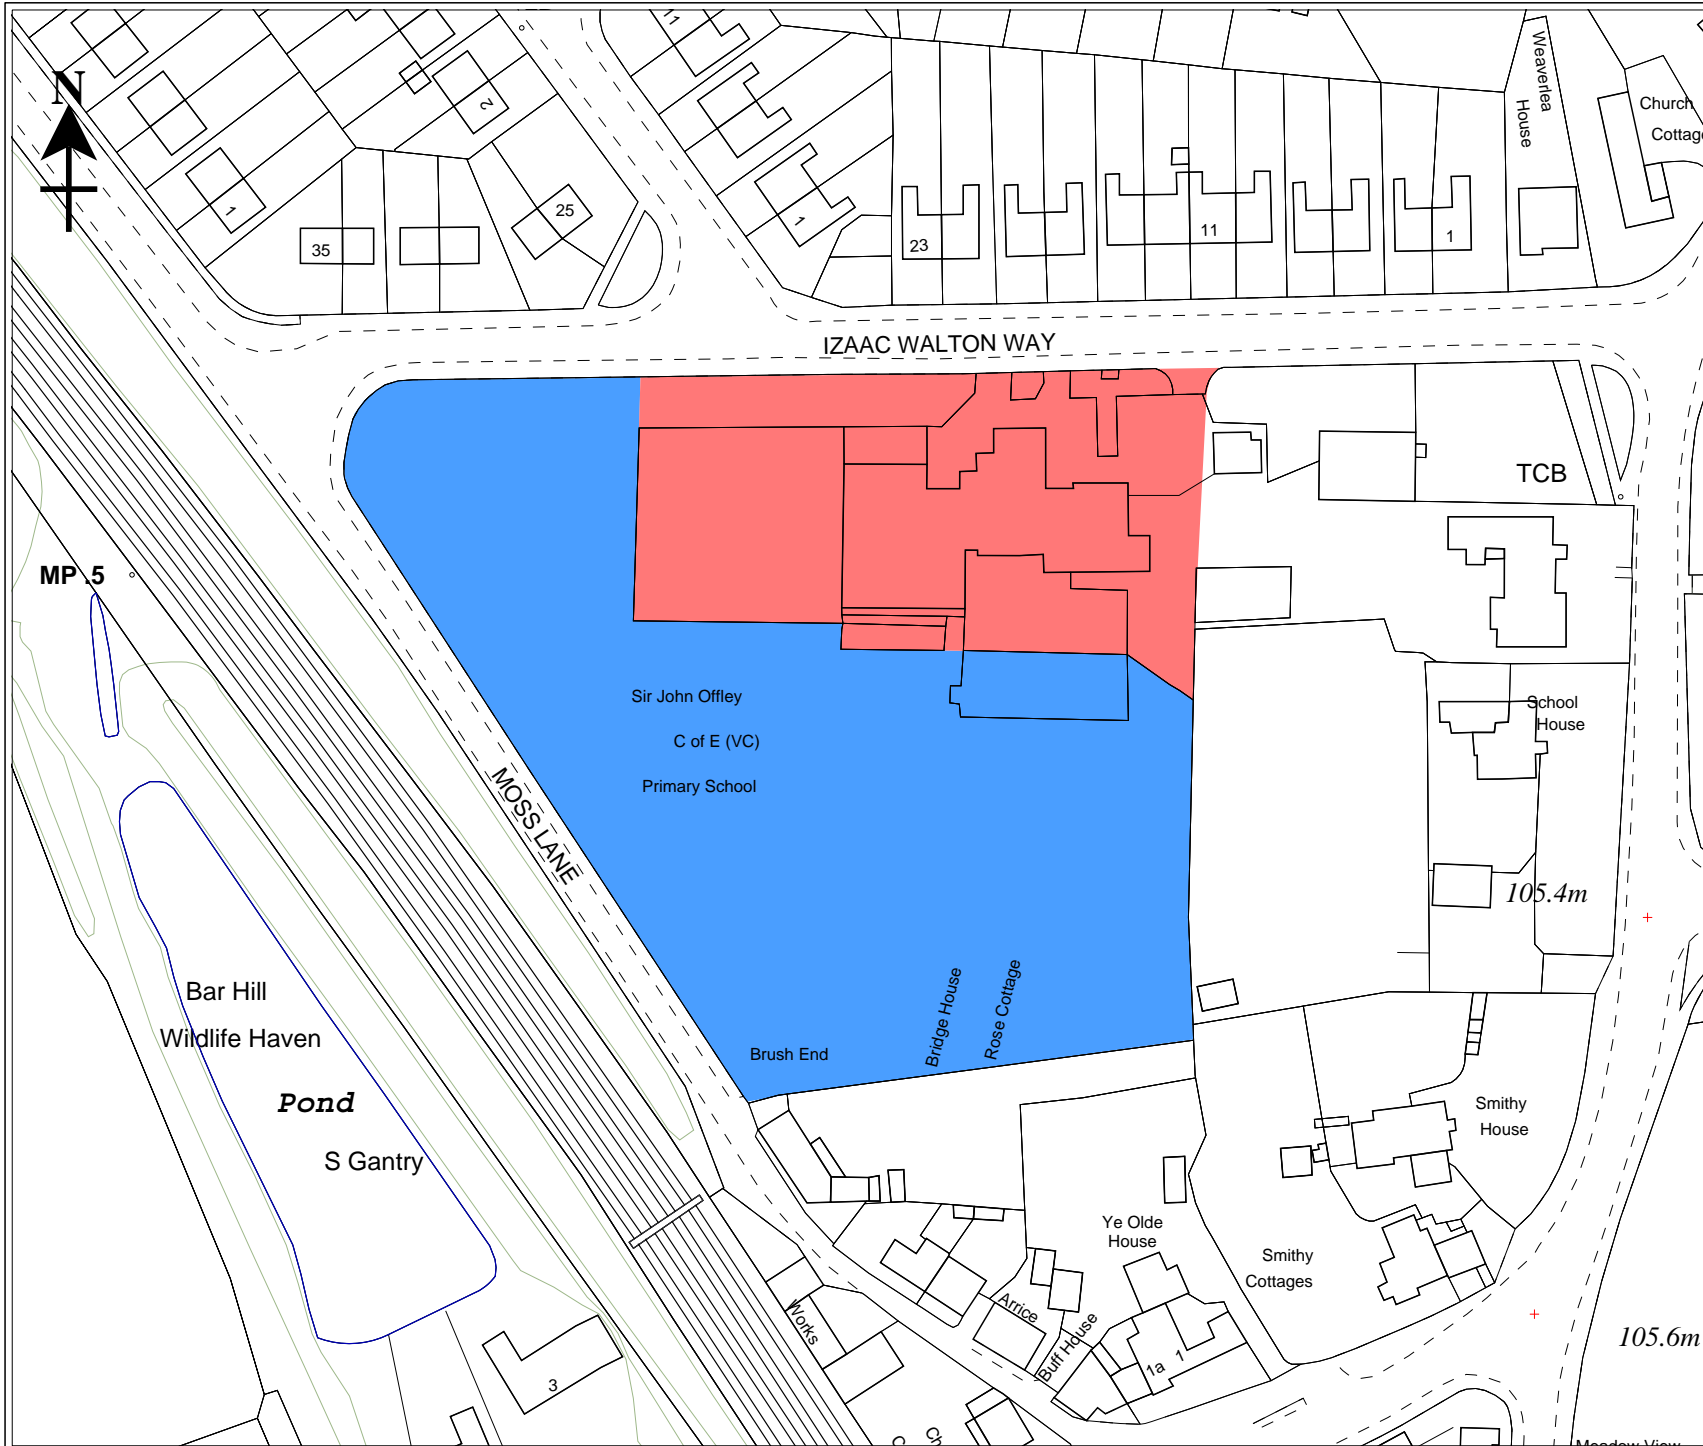 N
11
2
1
35
25
1
23
11
1
Weaverlea
House
Church
IZAAC WALTON WAY
TCB
MP .5
Sir John Offley
C of E (VC)
Primary School
School
House
MOSS LANE
105.4m
Bar Hill
Wildlife Haven
Pond
S Gantry
Brush End
Bridge House
Rose Cottage
Smithy
House
Ye Olde
House
Smithy
Cottages
Works
Arrice
Buff House
1a
1
3
105.6m